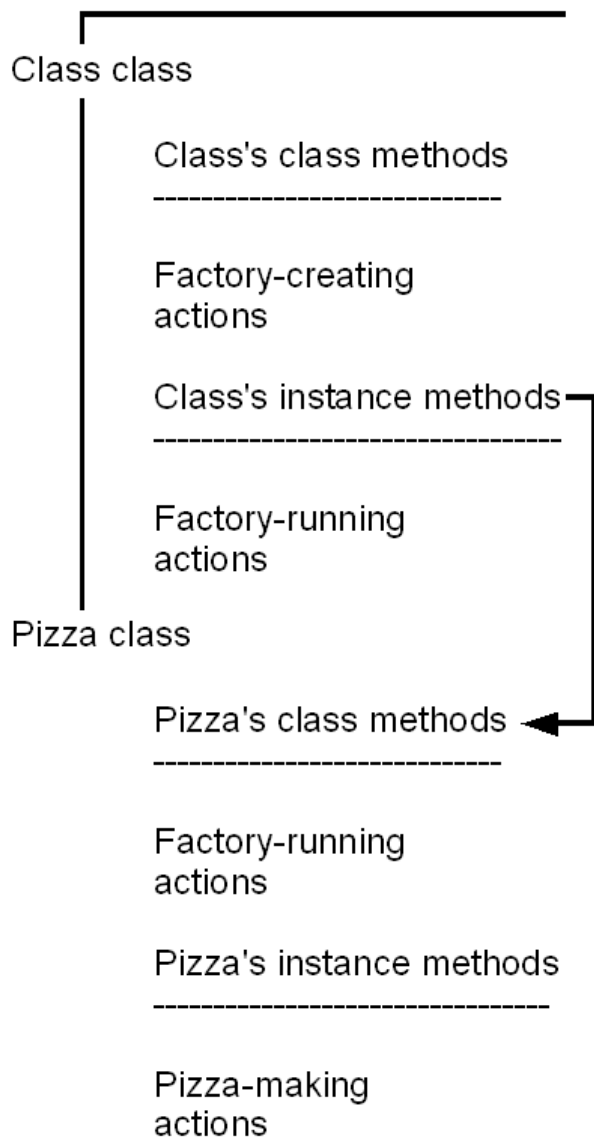 Class class
Class's class methods
-----------------------------
Factory-creating
actions
Class's instance methods
----------------------------------
Factory-running
actions
Pizza class
Pizza's class methods
-----------------------------
Factory-running
actions
Pizza's instance methods
---------------------------------
Pizza-making
actions